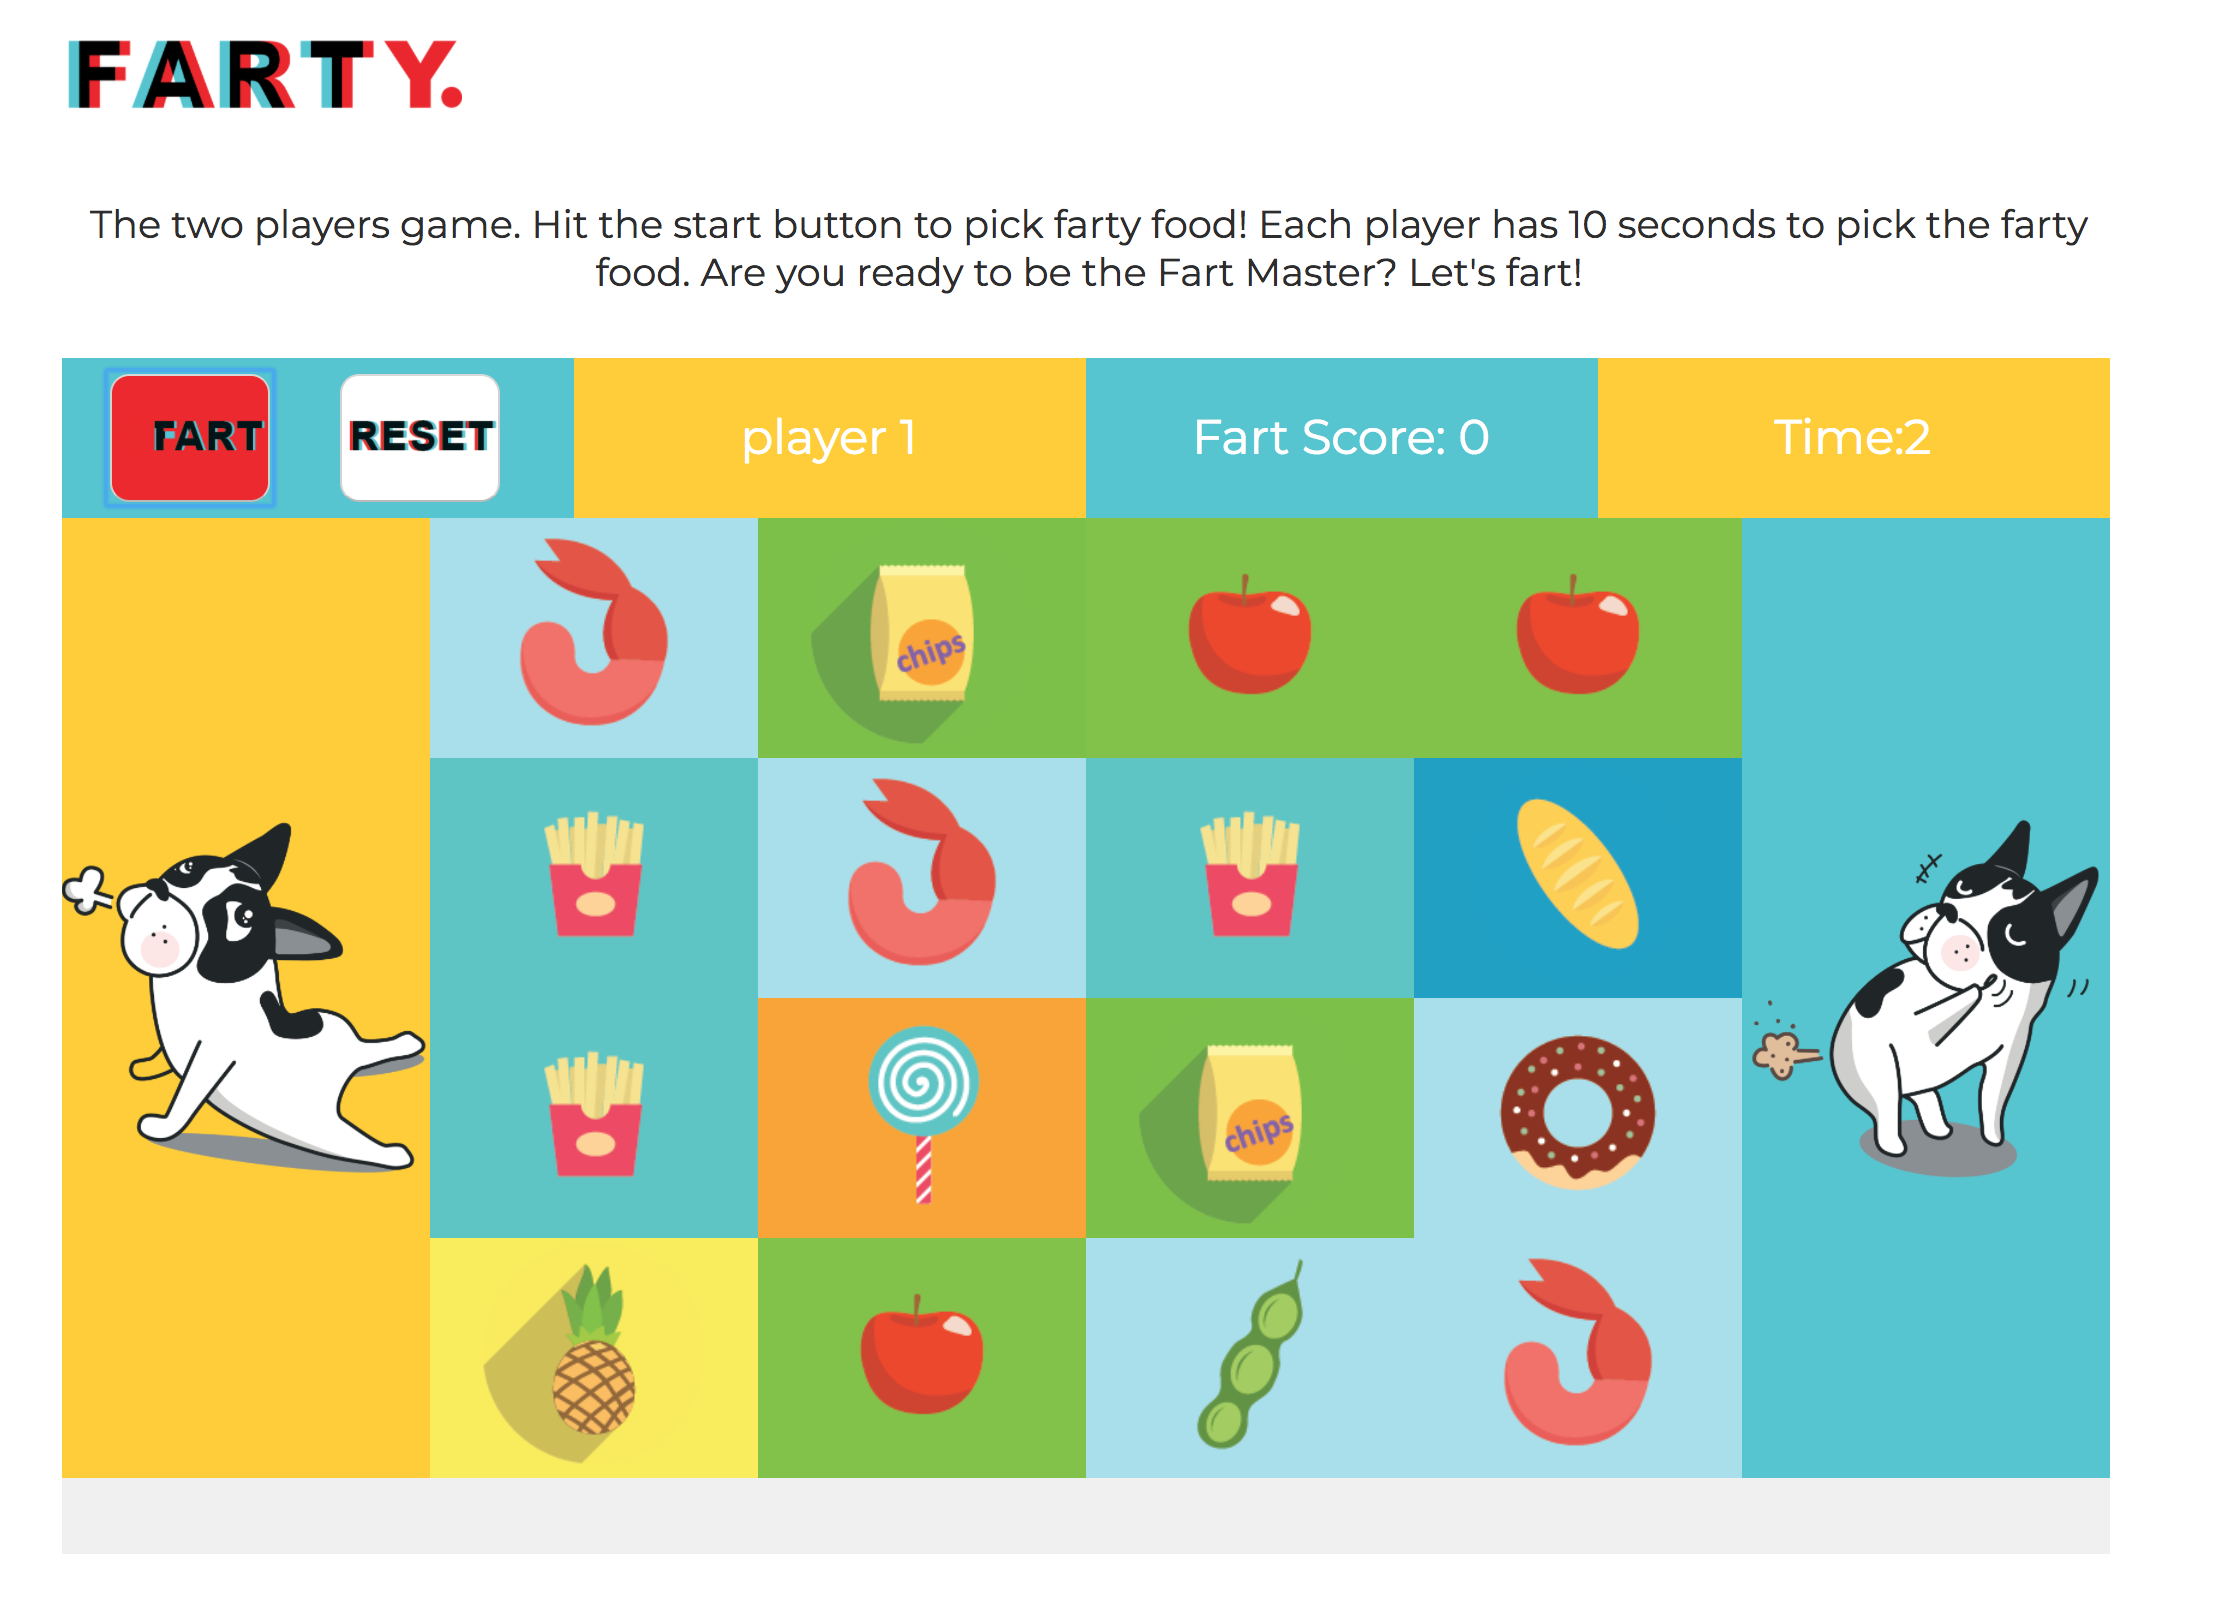 FARTY.
The two players game. Hit the start button to pick farty food! Each player has 10 seconds to pick the farty
food. Are you ready to be the Fart Master? Let's fart!
FART
RESET
player 1
Fart Score: 0
Time:2
chips
chips